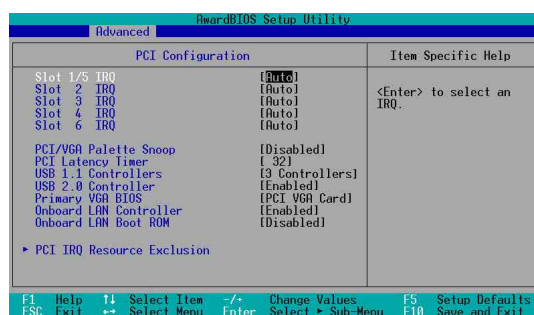 AwardBIOS Setup Utility
Advanced
PCI Configuration
Item Specific Help
Slot 1/5 IRQ [Auto]
Slot 2 IRQ [Auto]
Slot 3 IRQ [Auto]
Slot 4 IRQ [Auto]
Slot 6 IRQ [Auto]
<Enter> to select an
IRQ.
PCI/VGA Palette Snoop [Disabled]
PCI Latency Timer [ 32]
USB 1.1 Controllers [3 Controllers]
USB 2.0 Controller [Enabled]
Primary VGA BIOS [PCI VGA Card]
Onboard LAN Controller [Enabled]
Onboard LAN Boot ROM [Disabled]
► PCI IRQ Resource Exclusion
F1 Help ↑↓ Select Item -/+ Change Values F5 Setup Defaults
ESC Exit ←→ Select Menu Enter Select ► Sub-Menu F10 Save and Exit